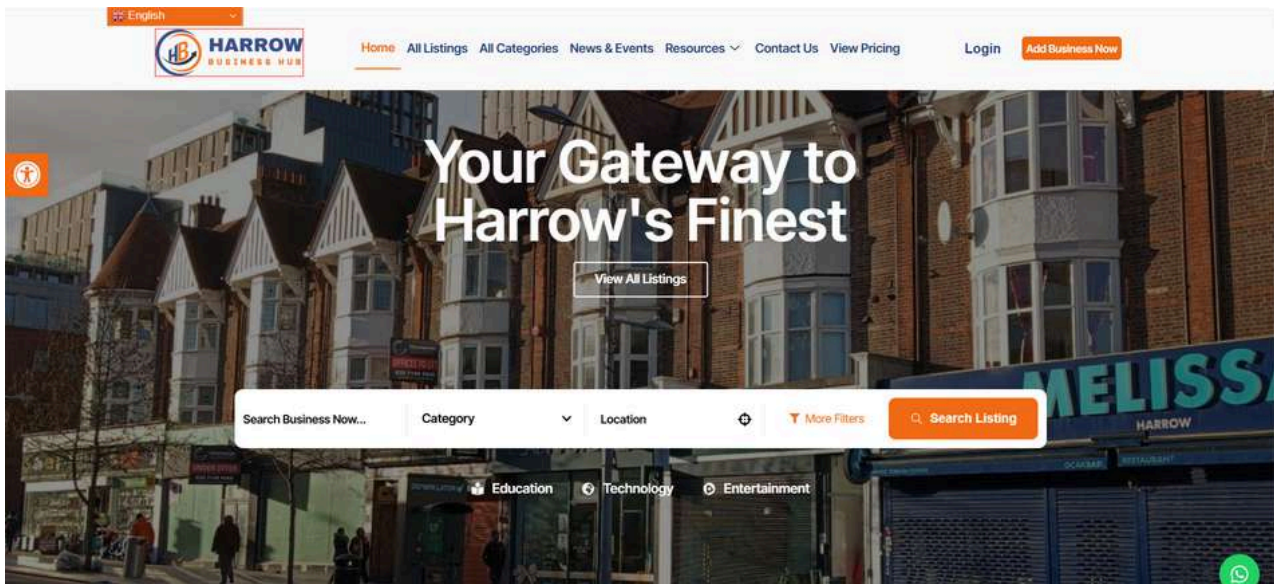 English
HARROW
BUSINESS HUB
Home All Listings All Categories News & Events Resources Contact Us View Pricing Login Add Business Now
Your Gateway to
Harrow's Finest
View All Listings
MELISSA
HARROW
RESTAURANT
Search Business Now... Category Location More Filters Search Listing
UNDER OFFER
Education Technology Entertainment